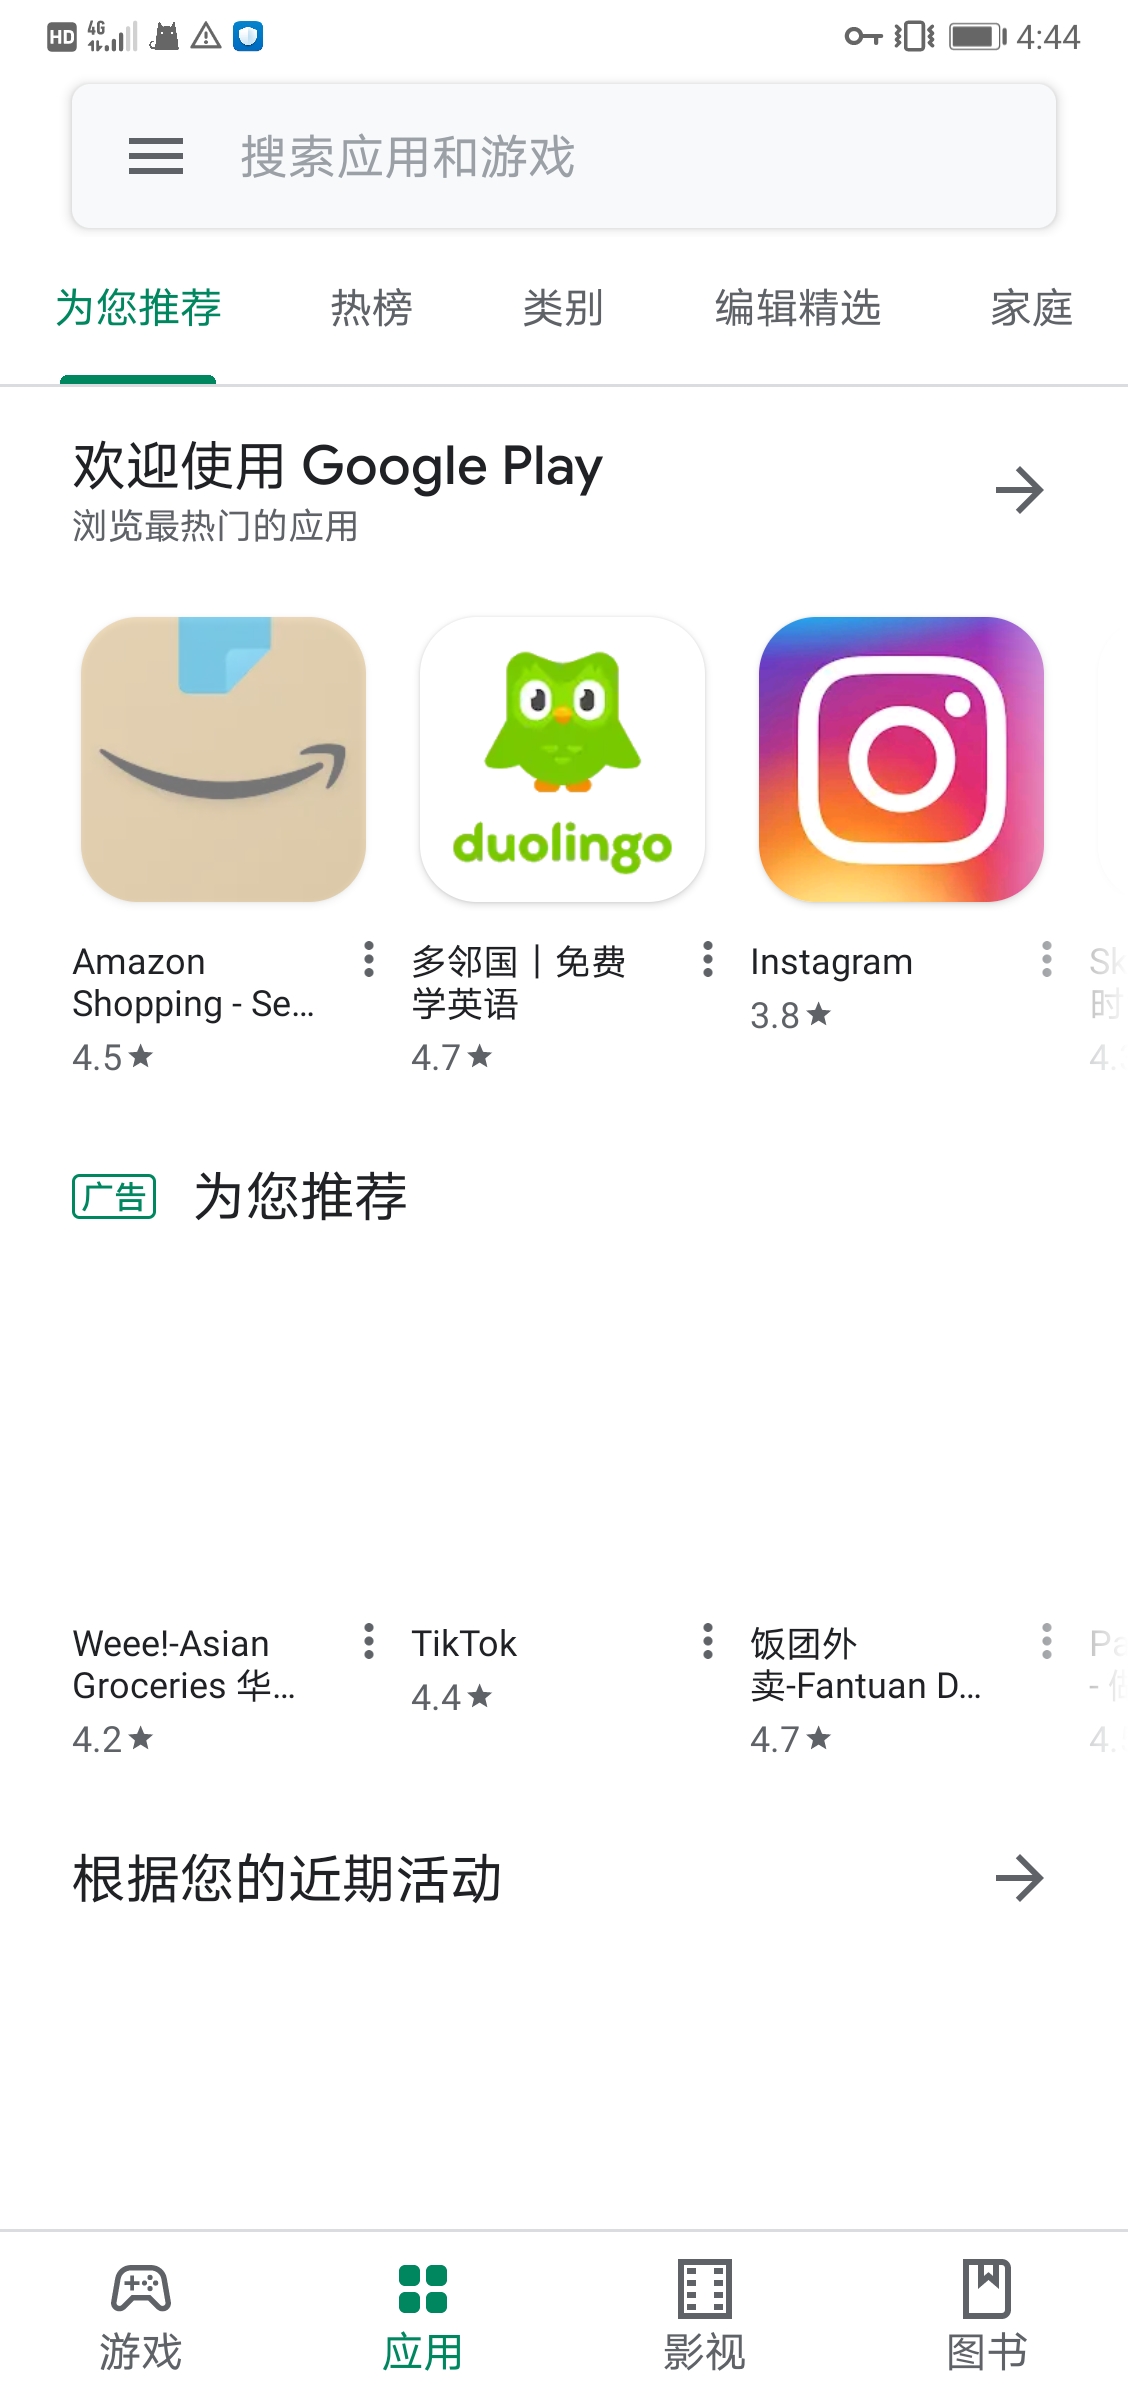 HD 4G 4:44
搜索应用和游戏
为您推荐 热榜 类别 编辑精选 家庭
欢迎使用 Google Play
浏览最热门的应用
duolingo
Amazon
Shopping - Se...
4.5★
多邻国｜免费
学英语
4.7★
Instagram
3.8★
时
4.
广告 为您推荐
Weee!-Asian
Groceries 华...
4.2★
TikTok
4.4★
饭团外
卖-Fantuan D...
4.7★
4.
根据您的近期活动
游戏 应用 影视 图书